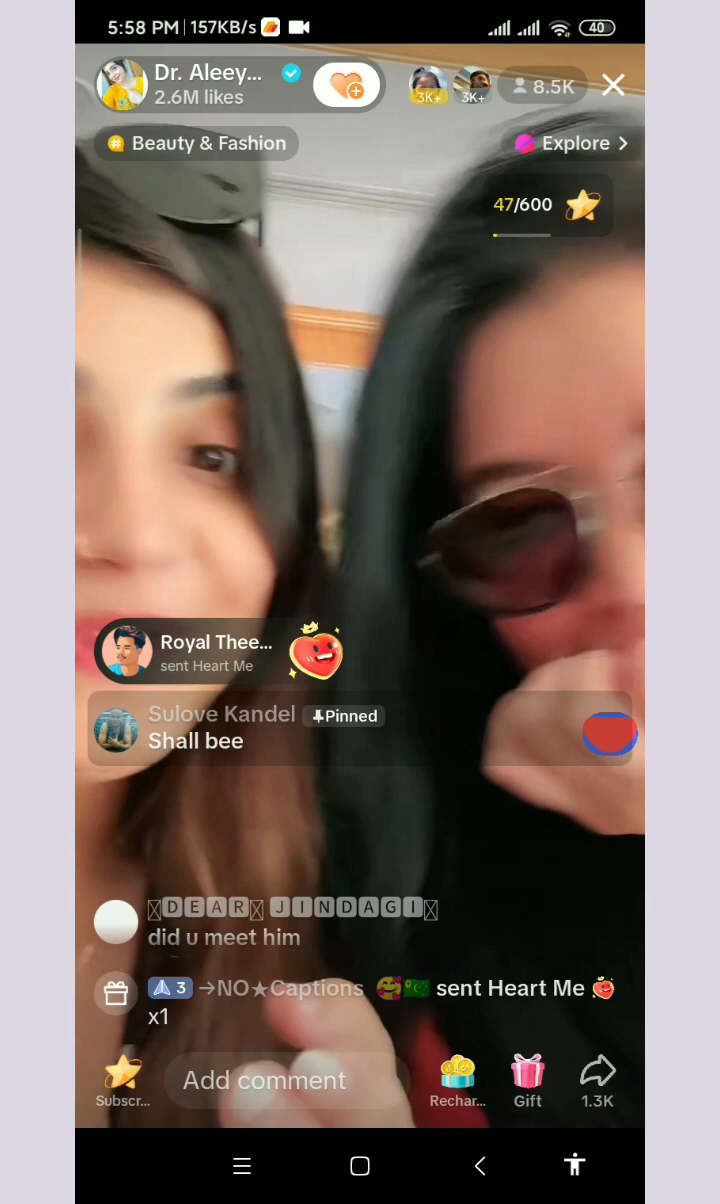 5:58 PM 157KB/s 40
Dr. Aleey...
2.6M likes
3K+ 3K+ 8.5K
Beauty & Fashion
Explore
47/600
Royal Thee...
sent Heart Me
Sulove Kandel Pinned
Shall bee
DEAR JINDAGI
did u meet him
3 →NO★Captions 🥰🇹🇲 sent Heart Me
x1
Add comment
Subscr... Rechar... Gift 1.3K